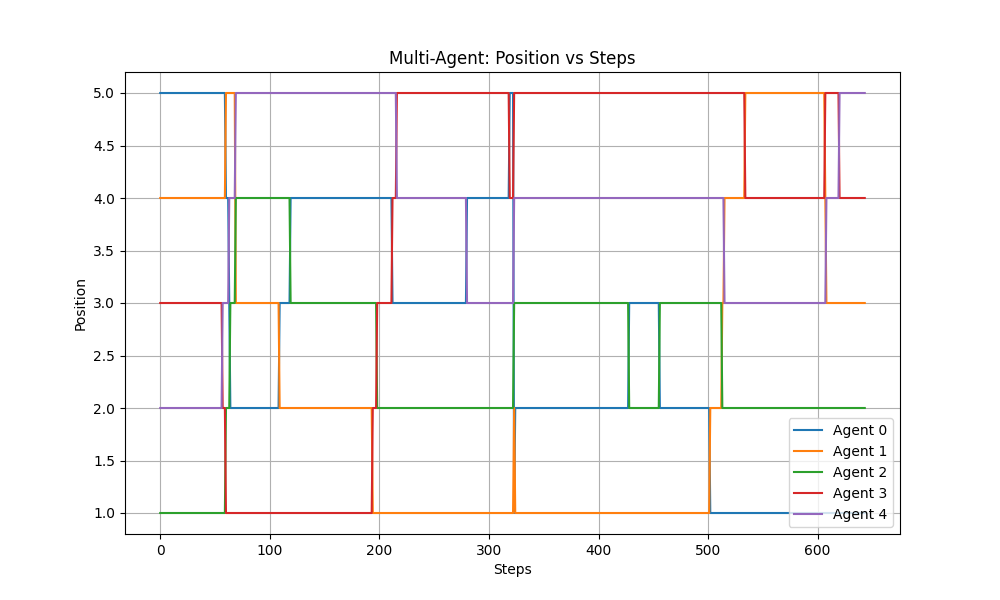 Multi-Agent: Position vs Steps
5.0
4.5
4.0
3.5
3.0
2.5
2.0
1.5
1.0
Position
Agent 0
Agent 1
Agent 2
Agent 3
Agent 4
0 100 200 300 400 500 600
Steps